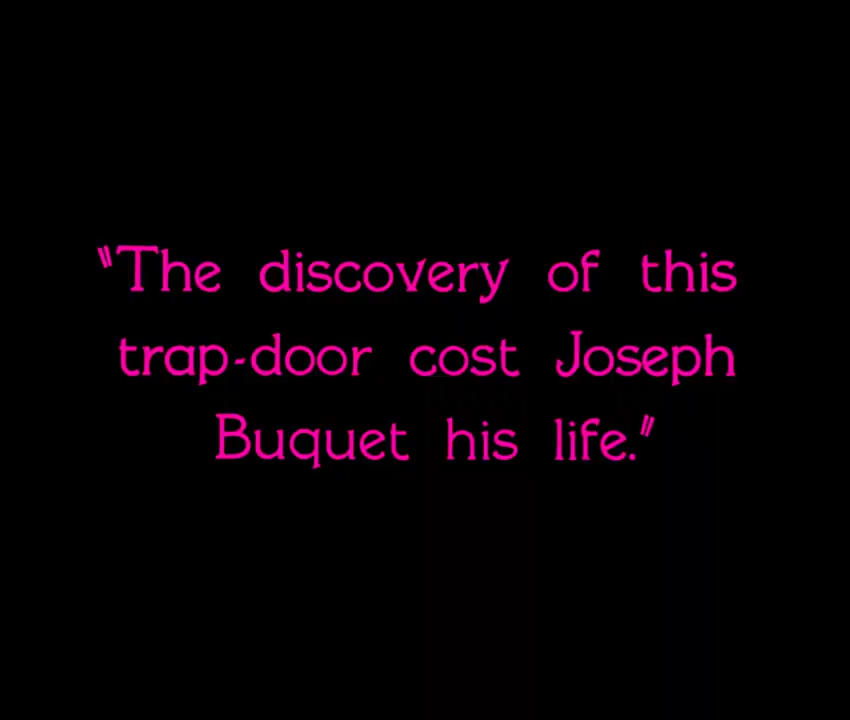 "The discovery of this
trap-door cost Joseph
Buquet his life."